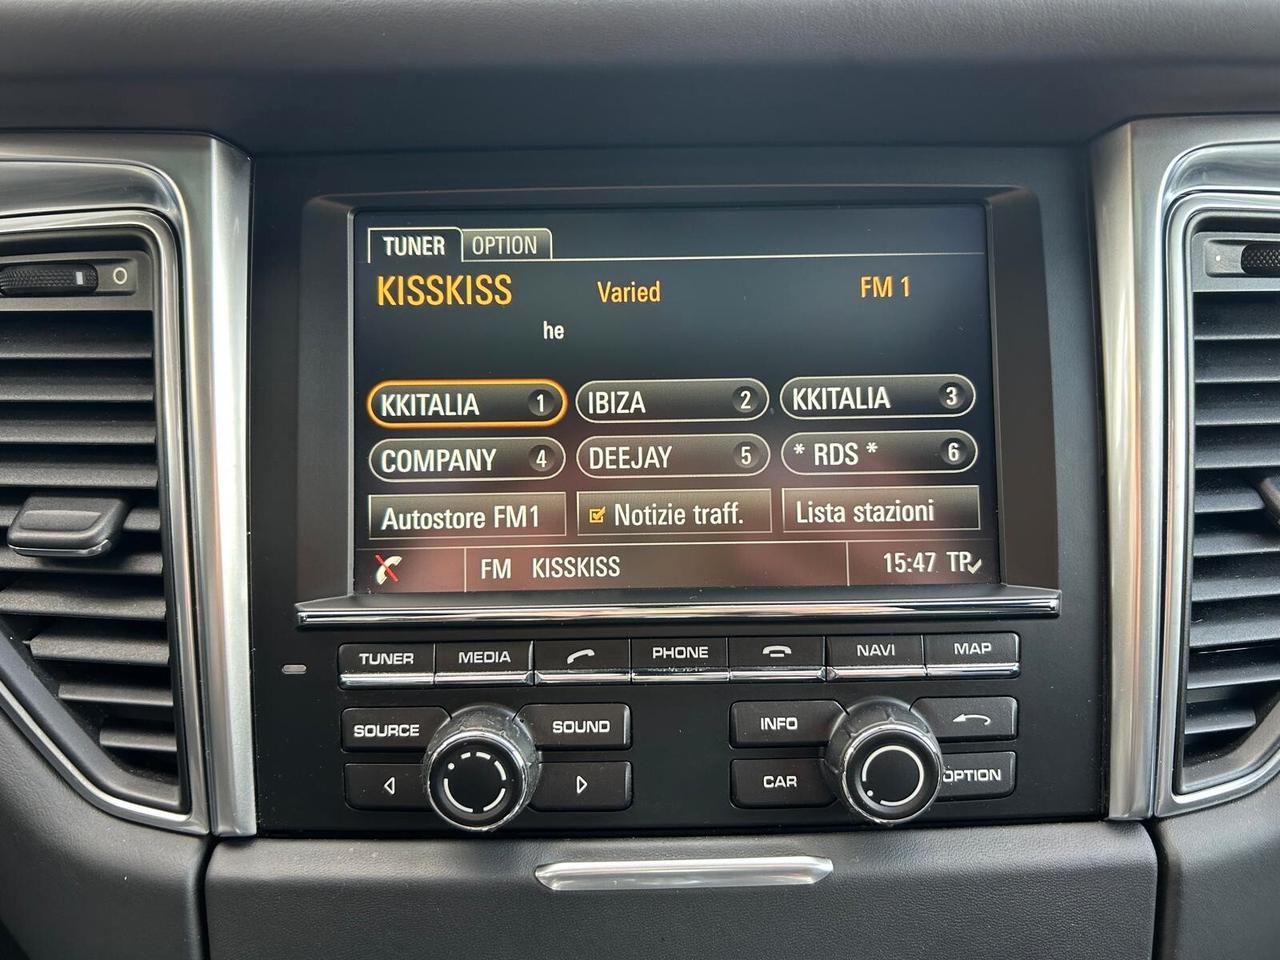 TUNER OPTION
KISSKISS Varied FM 1
he
KKITALIA 1 IBIZA 2 KKITALIA 3
COMPANY 4 DEEJAY 5 * RDS * 6
Autostore FM1 Notizie traff. Lista stazioni
FM KISSKISS 15:47 TP
TUNER MEDIA PHONE NAVI MAP
SOURCE SOUND INFO
CAR OPTION